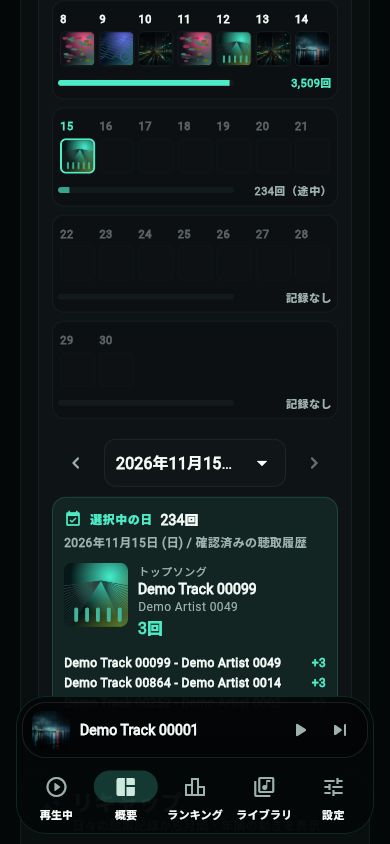 8 9 10 11 12 13 14
3,509回
15 16 17 18 19 20 21
234回（途中）
22 23 24 25 26 27 28
記録なし
29 30
記録なし
2026年11月15...
選択中の日 234回
2026年11月15日 (日) / 確認済みの聴取履歴
トップソング
Demo Track 00099
Demo Artist 0049
3回
Demo Track 00099 - Demo Artist 0049 +3
Demo Track 00864 - Demo Artist 0014 +3
Demo Track 00001
再生中 概要 ランキング ライブラリ 設定